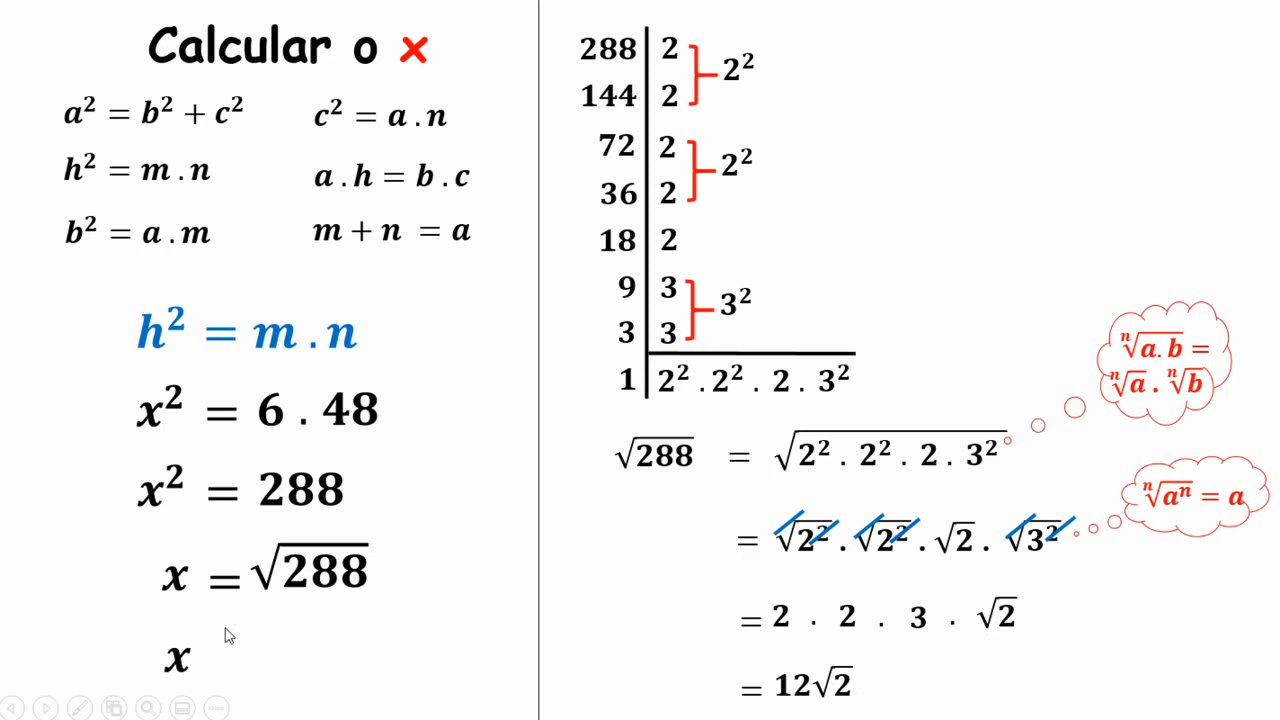 Calcular o x
a² = b² + c²
c² = a . n
h² = m . n
a . h = b . c
b² = a . m
m + n = a
h² = m . n
x² = 6 . 48
x² = 288
x = √288
x
288 2
144 2
2²
72 2
36 2
2²
18 2
9 3
3 3
3²
1 2² . 2² . 2 . 3²
√288 = √2² . 2² . 2 . 3²
= √2² . √2² . √2 . √3²
= 2 . 2 . 3 . √2
= 12√2
ⁿ√a. b =
ⁿ√a . ⁿ√b
ⁿ√aⁿ = a